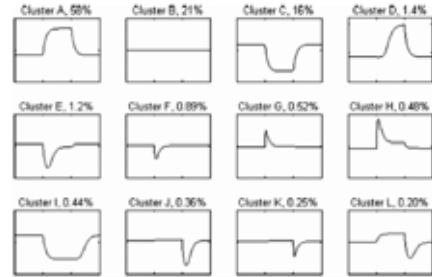 Cluster A, 58%
Cluster B, 21%
Cluster C, 16%
Cluster D, 1.4%
Cluster E, 1.2%
Cluster F, 0.89%
Cluster G, 0.52%
Cluster H, 0.48%
Cluster I, 0.44%
Cluster J, 0.36%
Cluster K, 0.25%
Cluster L, 0.20%